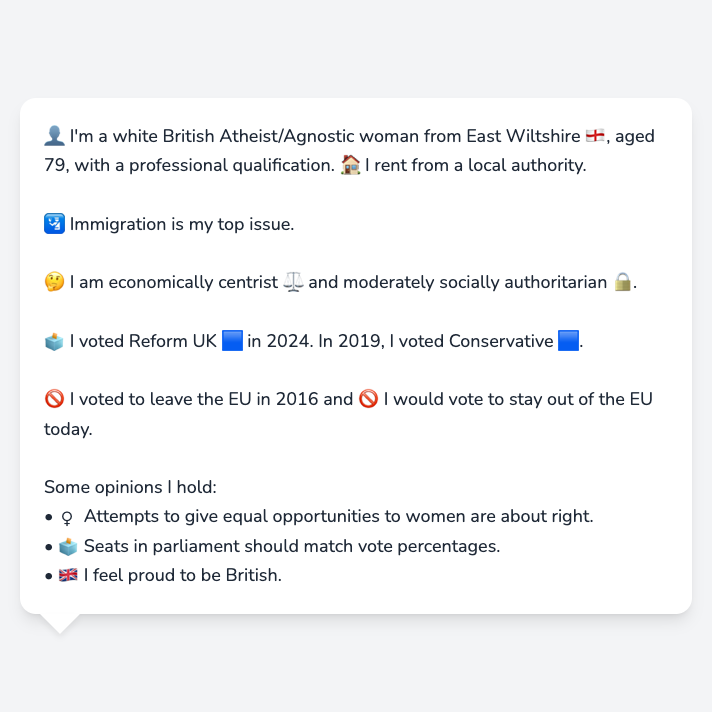 👤 I'm a white British Atheist/Agnostic woman from East Wiltshire 🏴󠁧󠁢󠁥󠁮󠁧󠁿, aged
79, with a professional qualification. 🏠 I rent from a local authority.
🛂 Immigration is my top issue.
🤔 I am economically centrist ⚖️ and moderately socially authoritarian 🔒.
🗳️ I voted Reform UK 🟦 in 2024. In 2019, I voted Conservative 🟦.
🚫 I voted to leave the EU in 2016 and 🚫 I would vote to stay out of the EU
today.
Some opinions I hold:
• ♀ Attempts to give equal opportunities to women are about right.
• 🗳️ Seats in parliament should match vote percentages.
• 🇬🇧 I feel proud to be British.